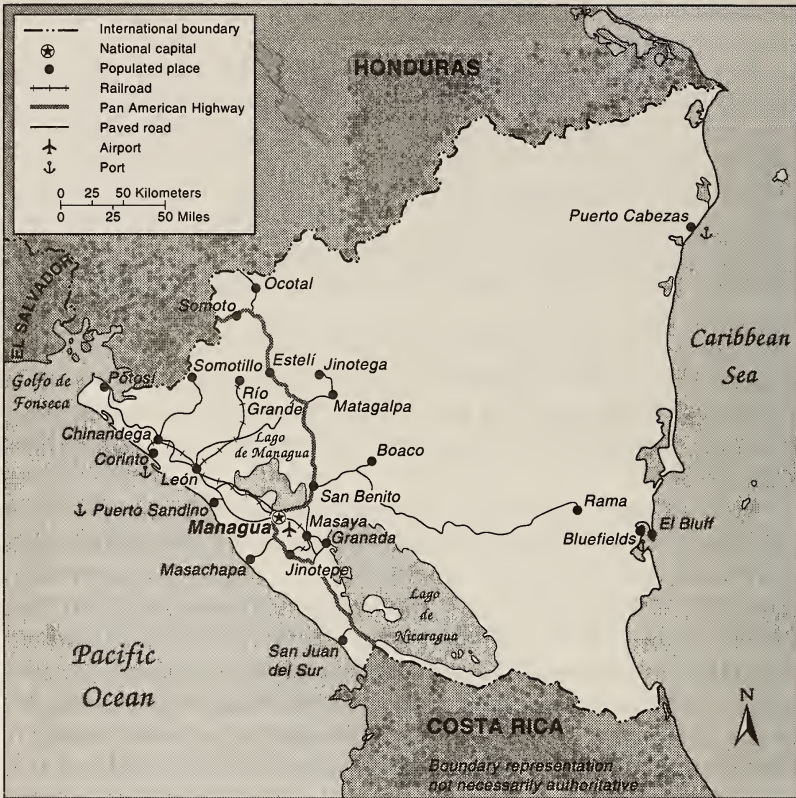 International boundary
National capital
Populated place
Railroad
Pan American Highway
Paved road
Airport
Port
0 25 50 Kilometers
0 25 50 Miles
HONDURAS
EL SALVADOR
Puerto Cabezas
Ocotal
Somoto
Caribbean
Sea
Golfo de
Fonseca
Potosí
Somotillo
Estelí
Jinotega
Río
Grande
Matagalpa
Chinandega
Lago
de Managua
Boaco
Corinto
León
San Benito
Rama
Puerto Sandino
Managua
Masaya
Granada
El Bluff
Bluefields
Masachapa
Jinotepe
Lago
de
Nicaragua
Pacific
Ocean
San Juan
del Sur
N
COSTA RICA
Boundary representation
not necessarily authoritative